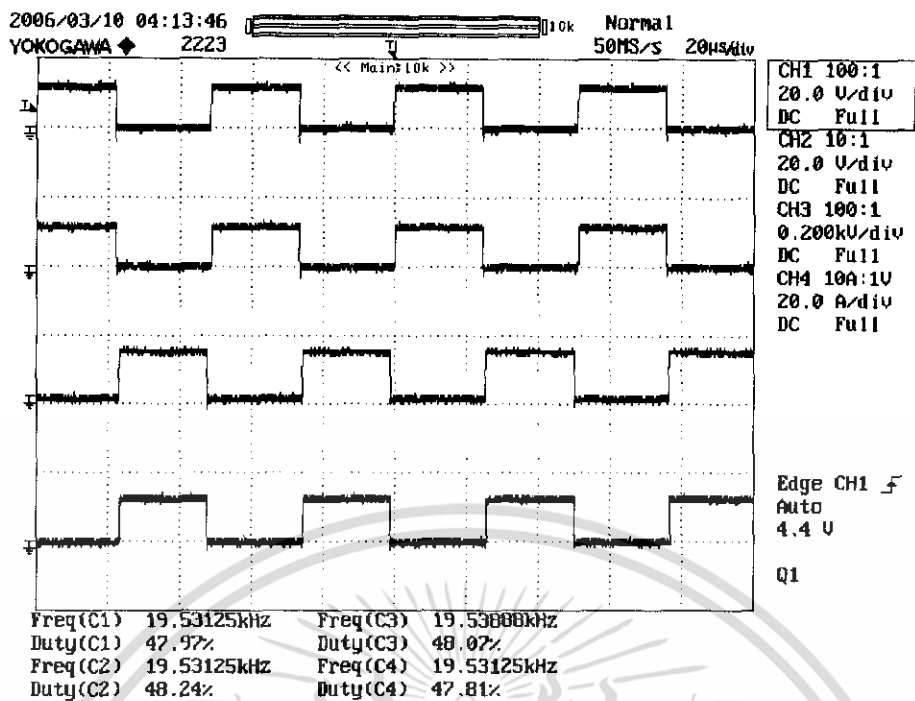 2006/03/10 04:13:46
10k
Normal
YOKOGAWA ◆ 2223
50MS/s 20µs/div
<< Main:10k >>
CH1 100:1
20.0 V/div
DC Full
CH2 10:1
20.0 V/div
DC Full
CH3 100:1
0.200kV/div
DC Full
CH4 10A:1V
20.0 A/div
DC Full
Edge CH1
Auto
4.4 V
Q1
Freq(C1) 19.53125kHz Freq(C3) 19.53888kHz
Duty(C1) 47.97% Duty(C3) 48.07%
Freq(C2) 19.53125kHz Freq(C4) 19.53125kHz
Duty(C2) 48.24% Duty(C4) 47.81%